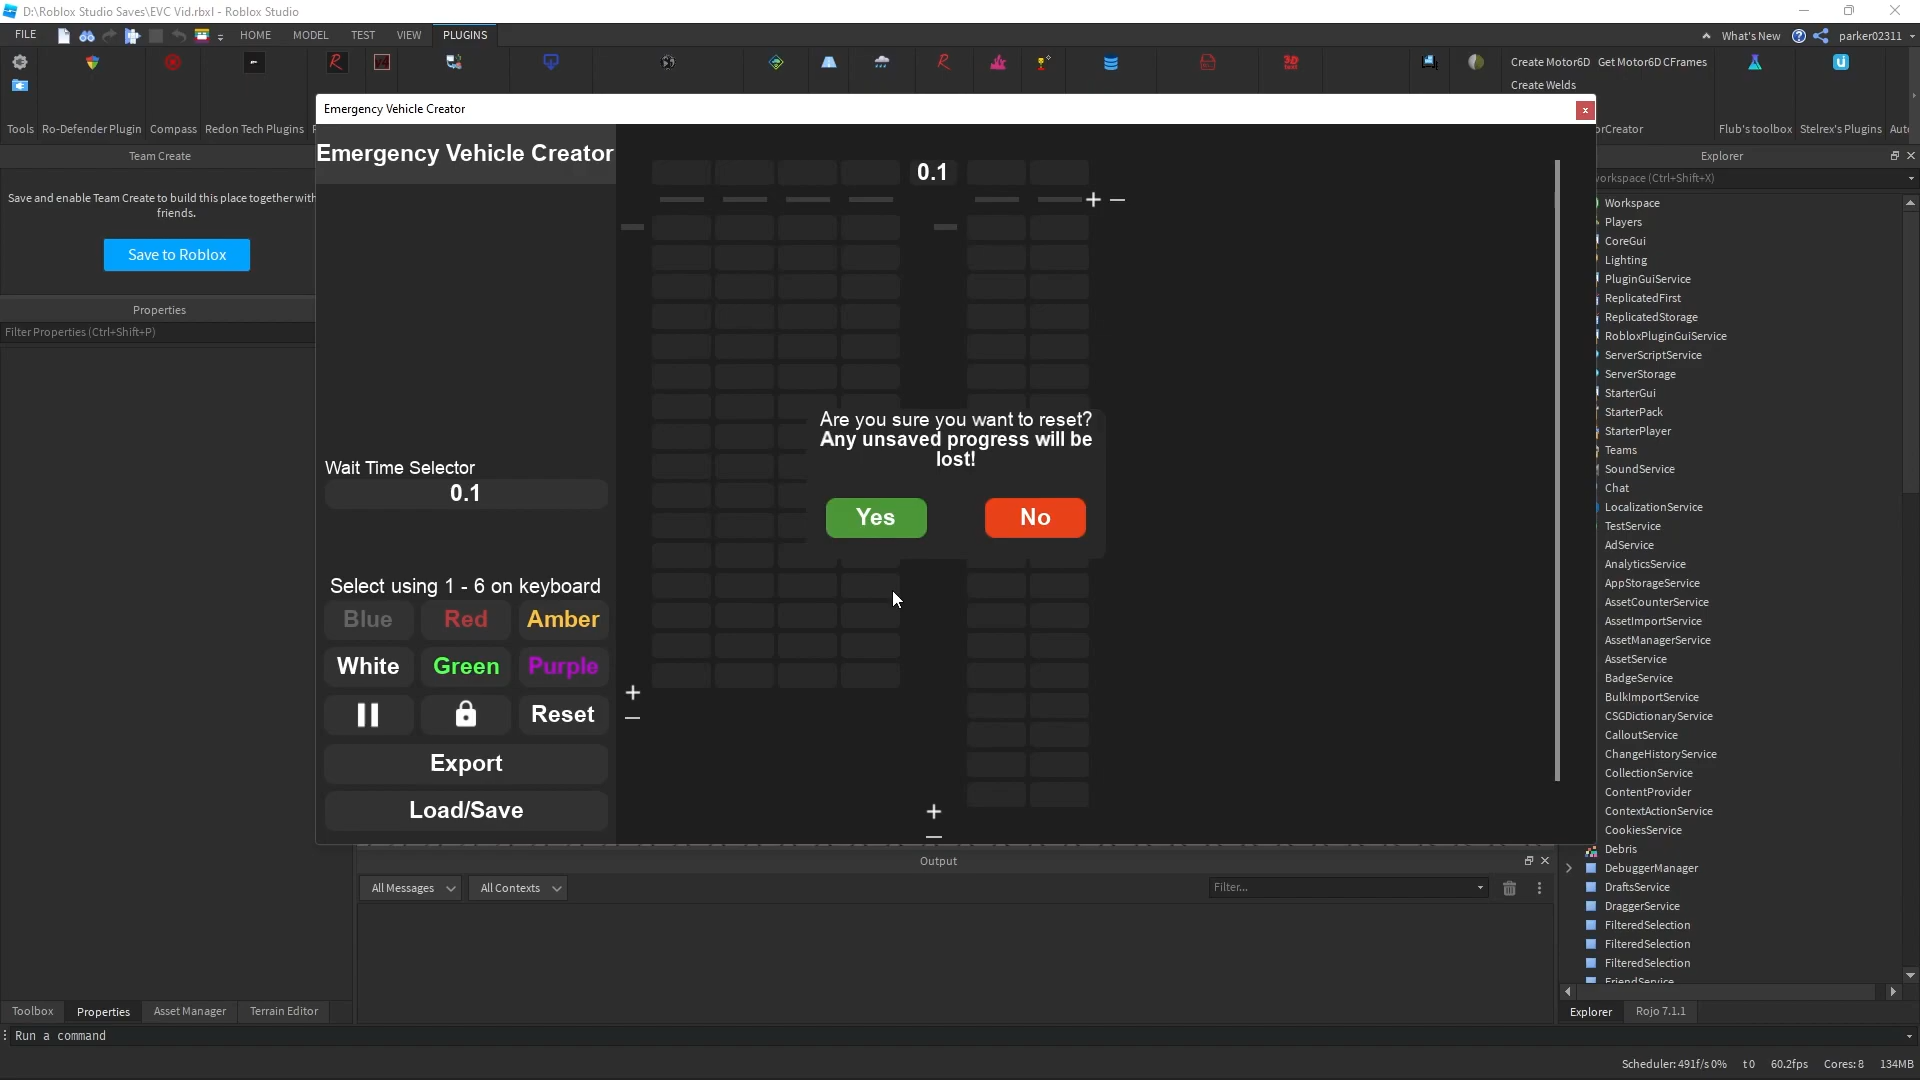 D:\Roblox Studio Saves\EVC Vid.rbxl - Roblox Studio
FILE
HOME
MODEL
TEST
VIEW
PLUGINS
What's New
parker02311
Create Motor6D
Get Motor6D CFrames
Create Welds
Tools
Ro-Defender Plugin
Compass
Redon Tech Plugins
orCreator
Flub's toolbox
Stelrex's Plugins
Emergency Vehicle Creator
Team Create
Save and enable Team Create to build this place together with
friends.
Save to Roblox
Properties
Filter Properties (Ctrl+Shift+P)
Emergency Vehicle Creator
0.1
+
Are you sure you want to reset?
Any unsaved progress will be
lost!
Yes
No
Wait Time Selector
0.1
Select using 1 - 6 on keyboard
Blue
Red
Amber
White
Green
Purple
Reset
Export
Load/Save
+
+
Explorer
orkspace (Ctrl+Shift+X)
Workspace
Players
CoreGui
Lighting
PluginGuiService
ReplicatedFirst
ReplicatedStorage
RobloxPluginGuiService
ServerScriptService
ServerStorage
StarterGui
StarterPack
StarterPlayer
Teams
SoundService
Chat
LocalizationService
TestService
AdService
AnalyticsService
AppStorageService
AssetCounterService
AssetImportService
AssetManagerService
AssetService
BadgeService
BulkImportService
CSGDictionaryService
CalloutService
ChangeHistoryService
CollectionService
ContentProvider
ContextActionService
CookiesService
Debris
DebuggerManager
DraftsService
DraggerService
FilteredSelection
FilteredSelection
FilteredSelection
FriendService
Output
All Messages
All Contexts
Filter...
Toolbox
Properties
Asset Manager
Terrain Editor
Explorer
Rojo 7.1.1
Run a command
Scheduler: 491f/s 0%
t0
60.2fps
Cores: 8
134MB